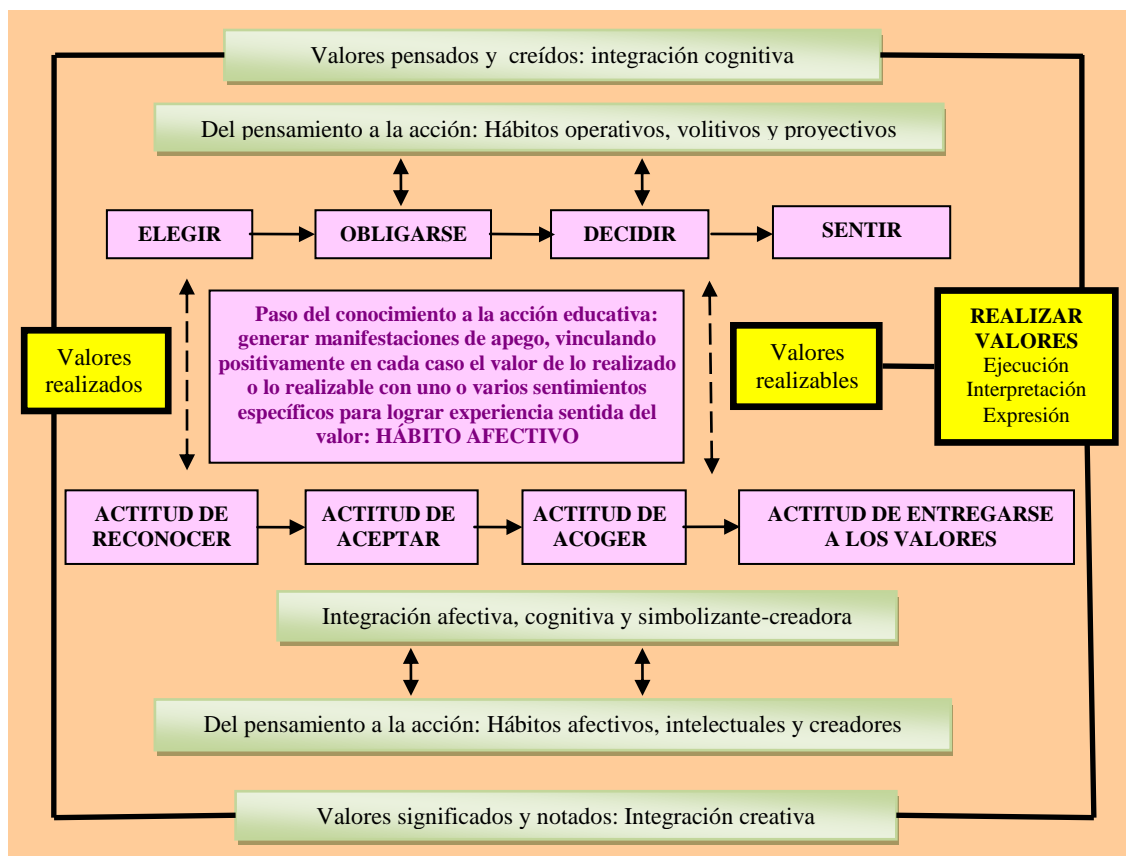 Valores pensados y creídos: integración cognitiva
Del pensamiento a la acción: Hábitos operativos, volitivos y proyectivos
ELEGIR
OBLIGARSE
DECIDIR
SENTIR
Valores
realizados
Paso del conocimiento a la acción educativa:
generar manifestaciones de apego, vinculando
positivamente en cada caso el valor de lo realizado
o lo realizable con uno o varios sentimientos
específicos para lograr experiencia sentida del
valor: HÁBITO AFECTIVO
Valores
realizables
REALIZAR
VALORES
Ejecución
Interpretación
Expresión
ACTITUD DE
RECONOCER
ACTITUD DE
ACEPTAR
ACTITUD DE
ACOGER
ACTITUD DE ENTREGARSE
A LOS VALORES
Integración afectiva, cognitiva y simbolizante-creadora
Del pensamiento a la acción: Hábitos afectivos, intelectuales y creadores
Valores significados y notados: Integración creativa